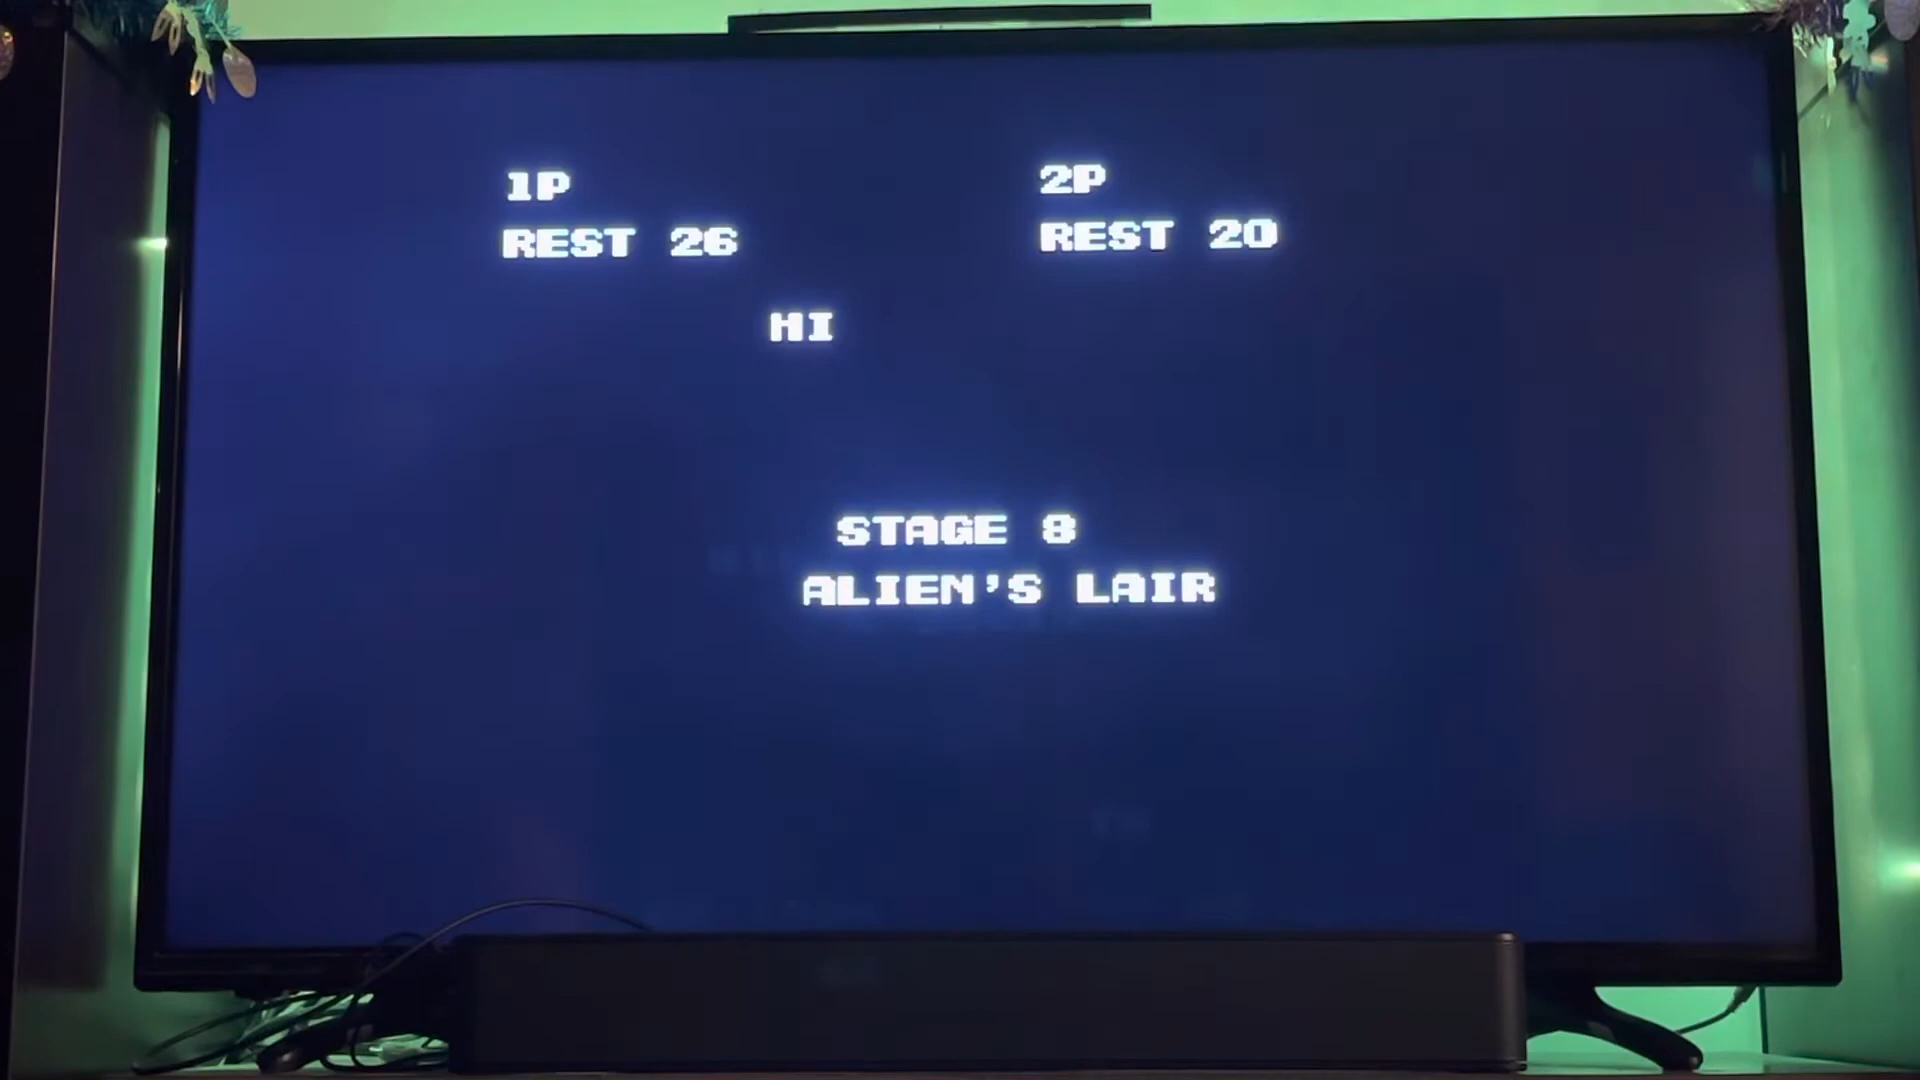 1P 2P
REST 26 REST 20
HI
STAGE 8
ALIEN'S LAIR